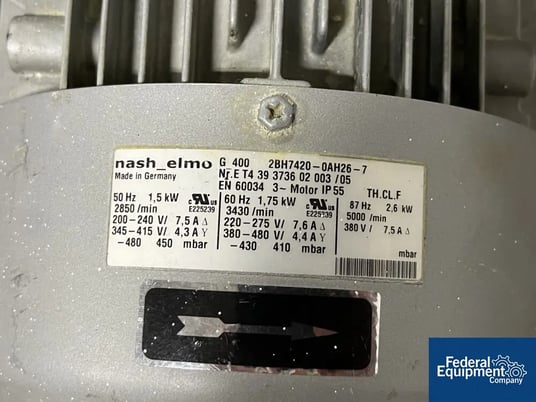 nash_elmo G 400 2BH7420-0AH26-7
Made in Germany Nr.E T4 39 3736 02 003 /05
EN 60034 3~ Motor IP 55 TH.CL.F
50 Hz 1,5 kW 60 Hz 1,75 kW 87 Hz 2,6 kW
2850 /min E225239 3430 /min E225239 5000 /min
200-240 V/ 7,5 A Δ 220-275 V/ 7,6 A Δ 380 V/ 7,5 A Δ
345-415 V/ 4,3 A Y 380-480 V/ 4,4 A Y
-480 450 mbar -430 410 mbar mbar
Federal
Equipment
Company